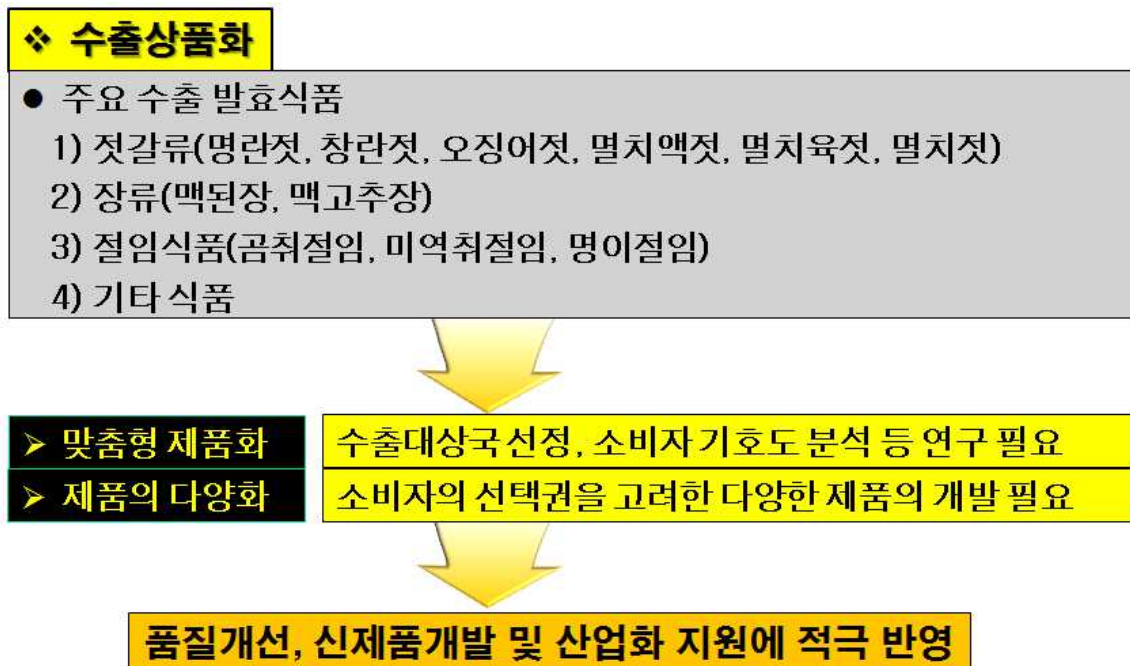 ❖ 수출상품화
● 주요 수출 발효식품
1) 젓갈류(명란젓, 창란젓, 오징어젓, 멸치액젓, 멸치육젓, 멸치젓)
2) 장류(맥된장, 맥고추장)
3) 절임식품(곰취절임, 미역취절임, 명이절임)
4) 기타 식품
➢ 맞춤형 제품화 수출대상국 선정, 소비자 기호도 분석 등 연구 필요
➢ 제품의 다양화 소비자의 선택권을 고려한 다양한 제품의 개발 필요
품질개선, 신제품개발 및 산업화 지원에 적극 반영